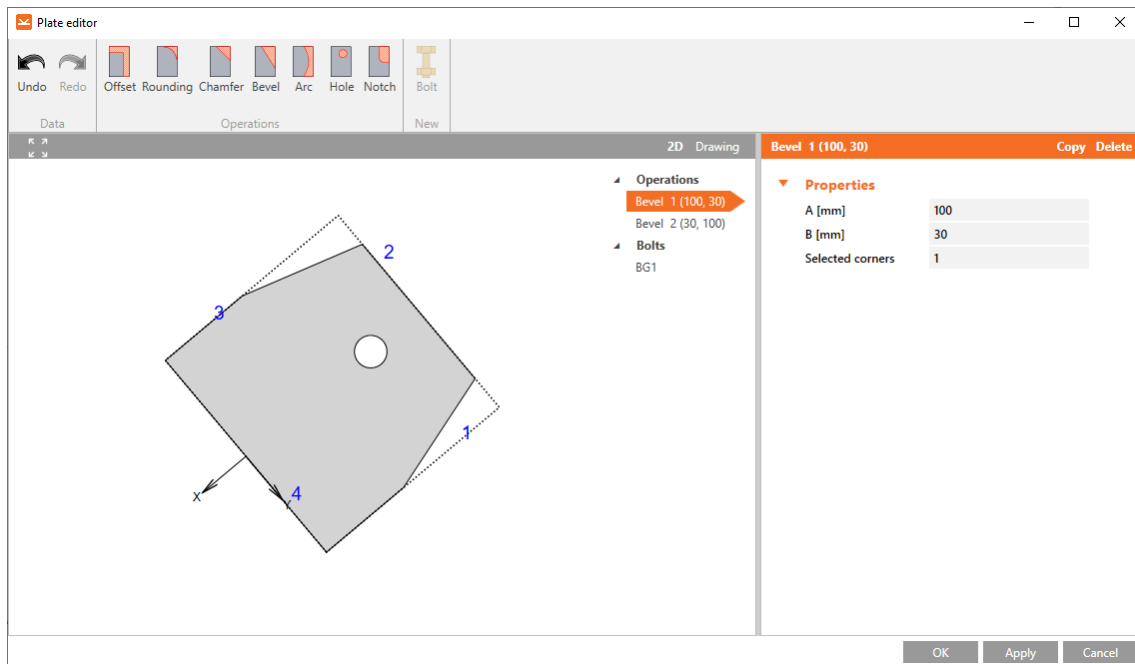 Plate editor
Undo Redo Offset Rounding Chamfer Bevel Arc Hole Notch Bolt
Data Operations New
2D Drawing
Bevel 1 (100, 30) Copy Delete
Operations
Bevel 1 (100, 30)
Bevel 2 (30, 100)
Bolts
BG1
Properties
A [mm] 100
B [mm] 30
Selected corners 1
2
3
1
X
4
Y
OK Apply Cancel